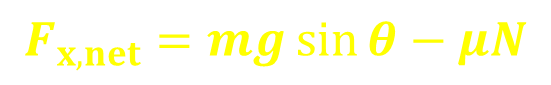 F_x,net = mg sin θ − μN